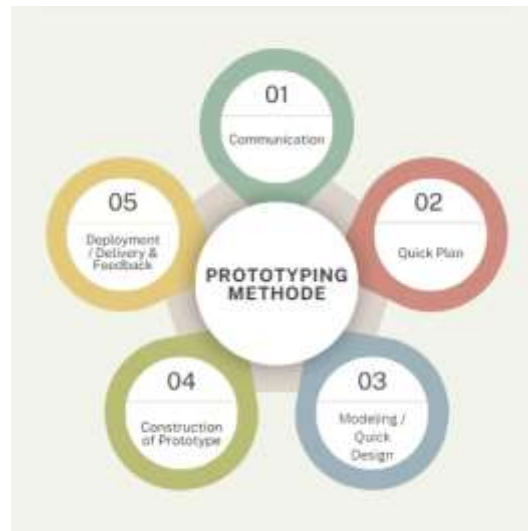 01
Communication
05
Deployment
/ Delivery &
Feedback
02
Quick Plan
PROTOTYPING
METHODE
04
Construction
of Prototype
03
Modeling /
Quick
Design